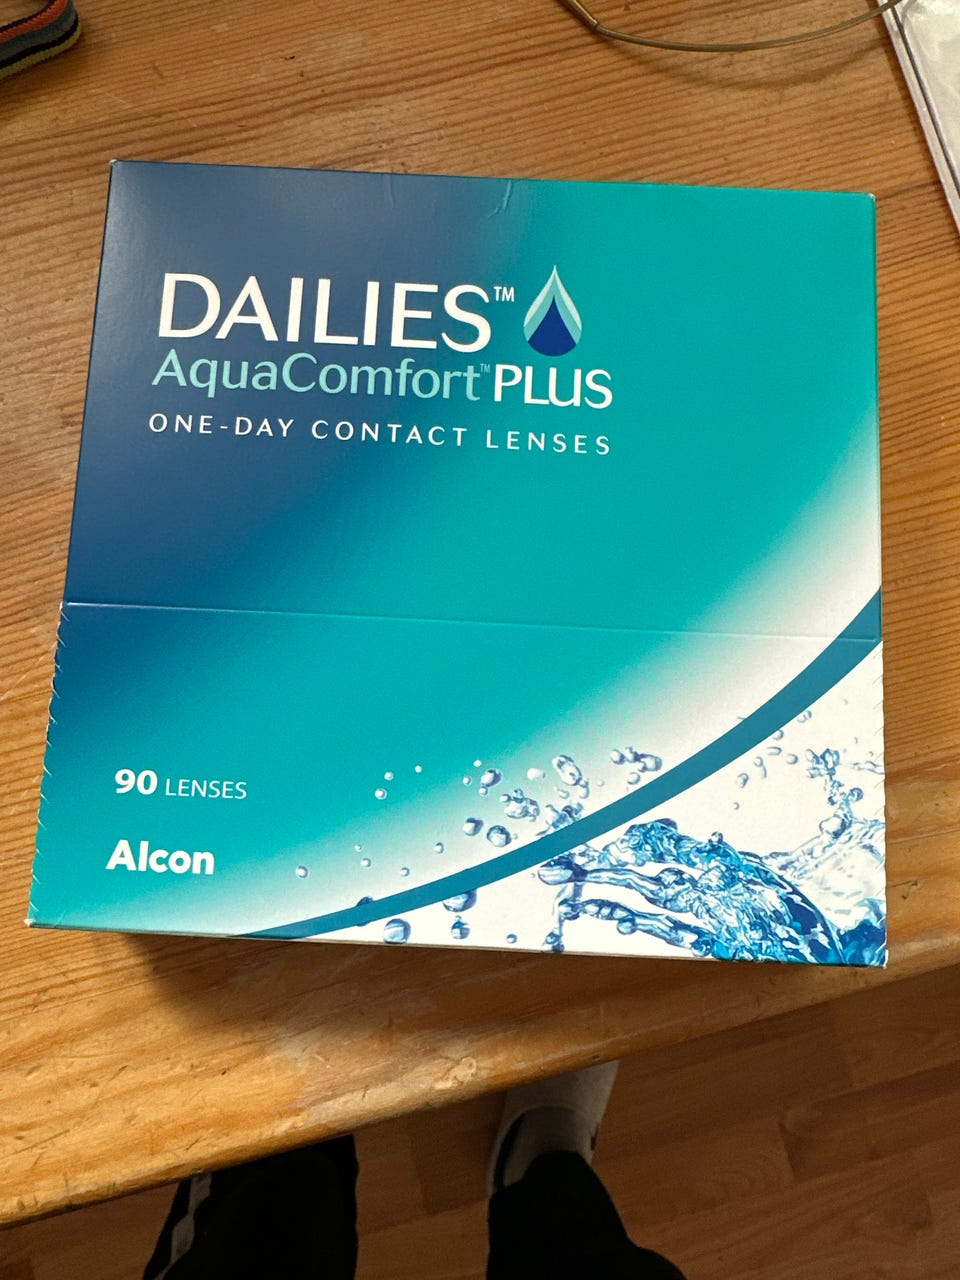 DAILIES™
AquaComfort™ PLUS
ONE-DAY CONTACT LENSES
90 LENSES
Alcon